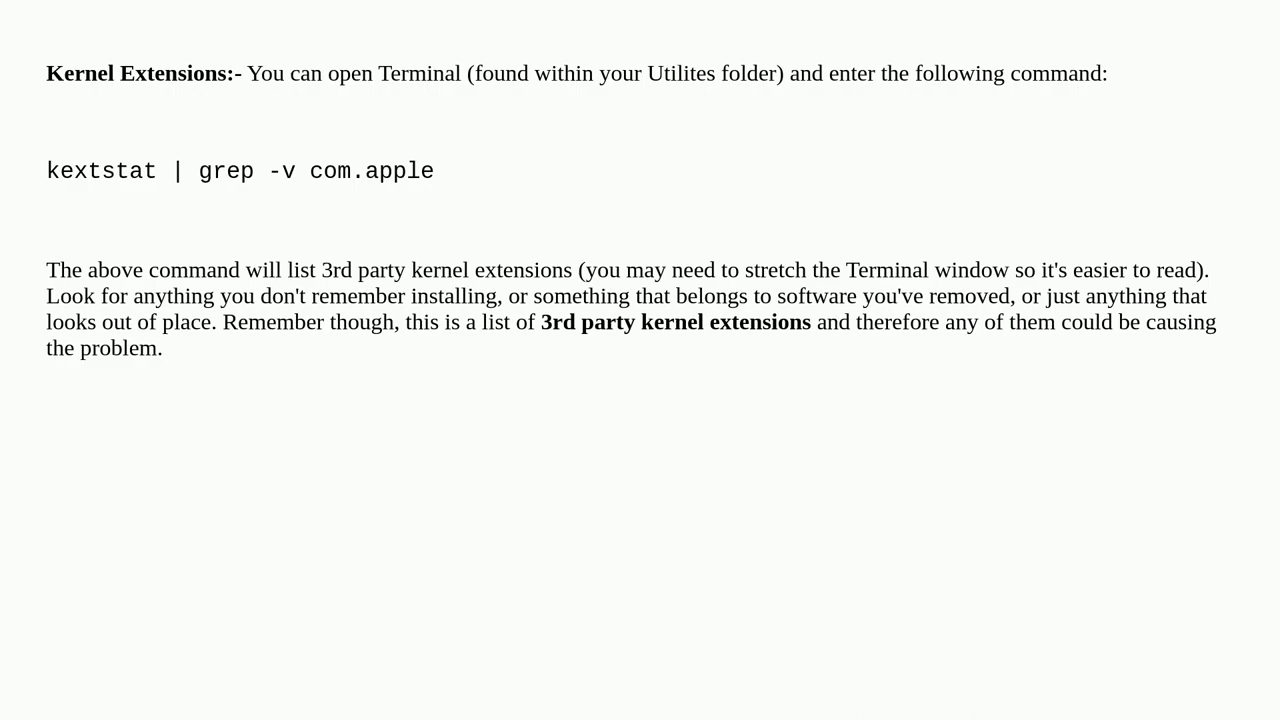 Kernel Extensions:- You can open Terminal (found within your Utilites folder) and enter the following command:
kextstat | grep -v com.apple
The above command will list 3rd party kernel extensions (you may need to stretch the Terminal window so it's easier to read).
Look for anything you don't remember installing, or something that belongs to software you've removed, or just anything that
looks out of place. Remember though, this is a list of 3rd party kernel extensions and therefore any of them could be causing
the problem.